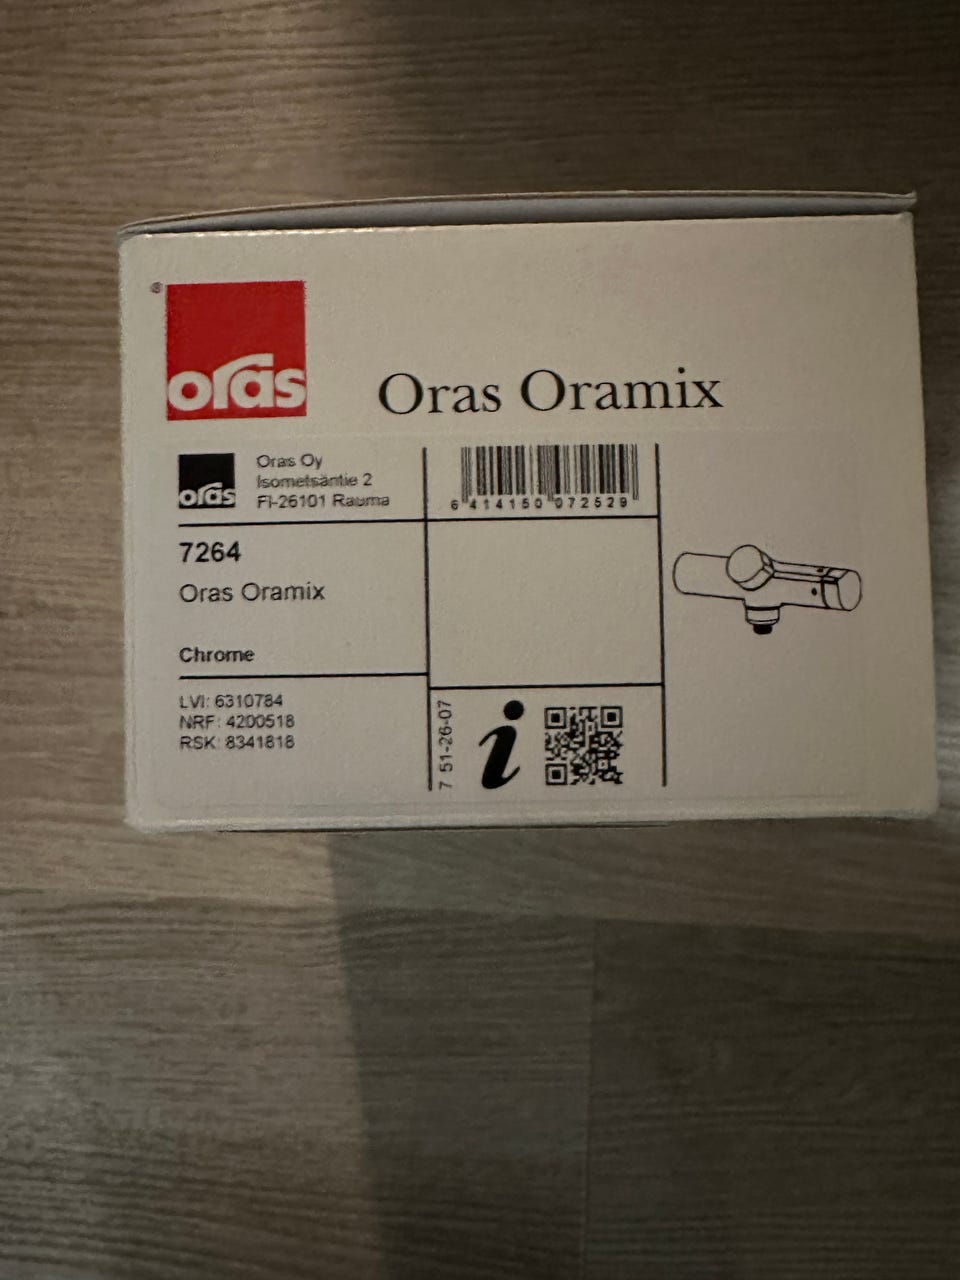 ®
oras
Oras Oramix
oras
Oras Oy
Isometsäntie 2
FI-26101 Rauma
6 414150 072529
7264
Oras Oramix
Chrome
LVI: 6310784
NRF: 4200518
RSK: 8341818
7 51-26-07
i